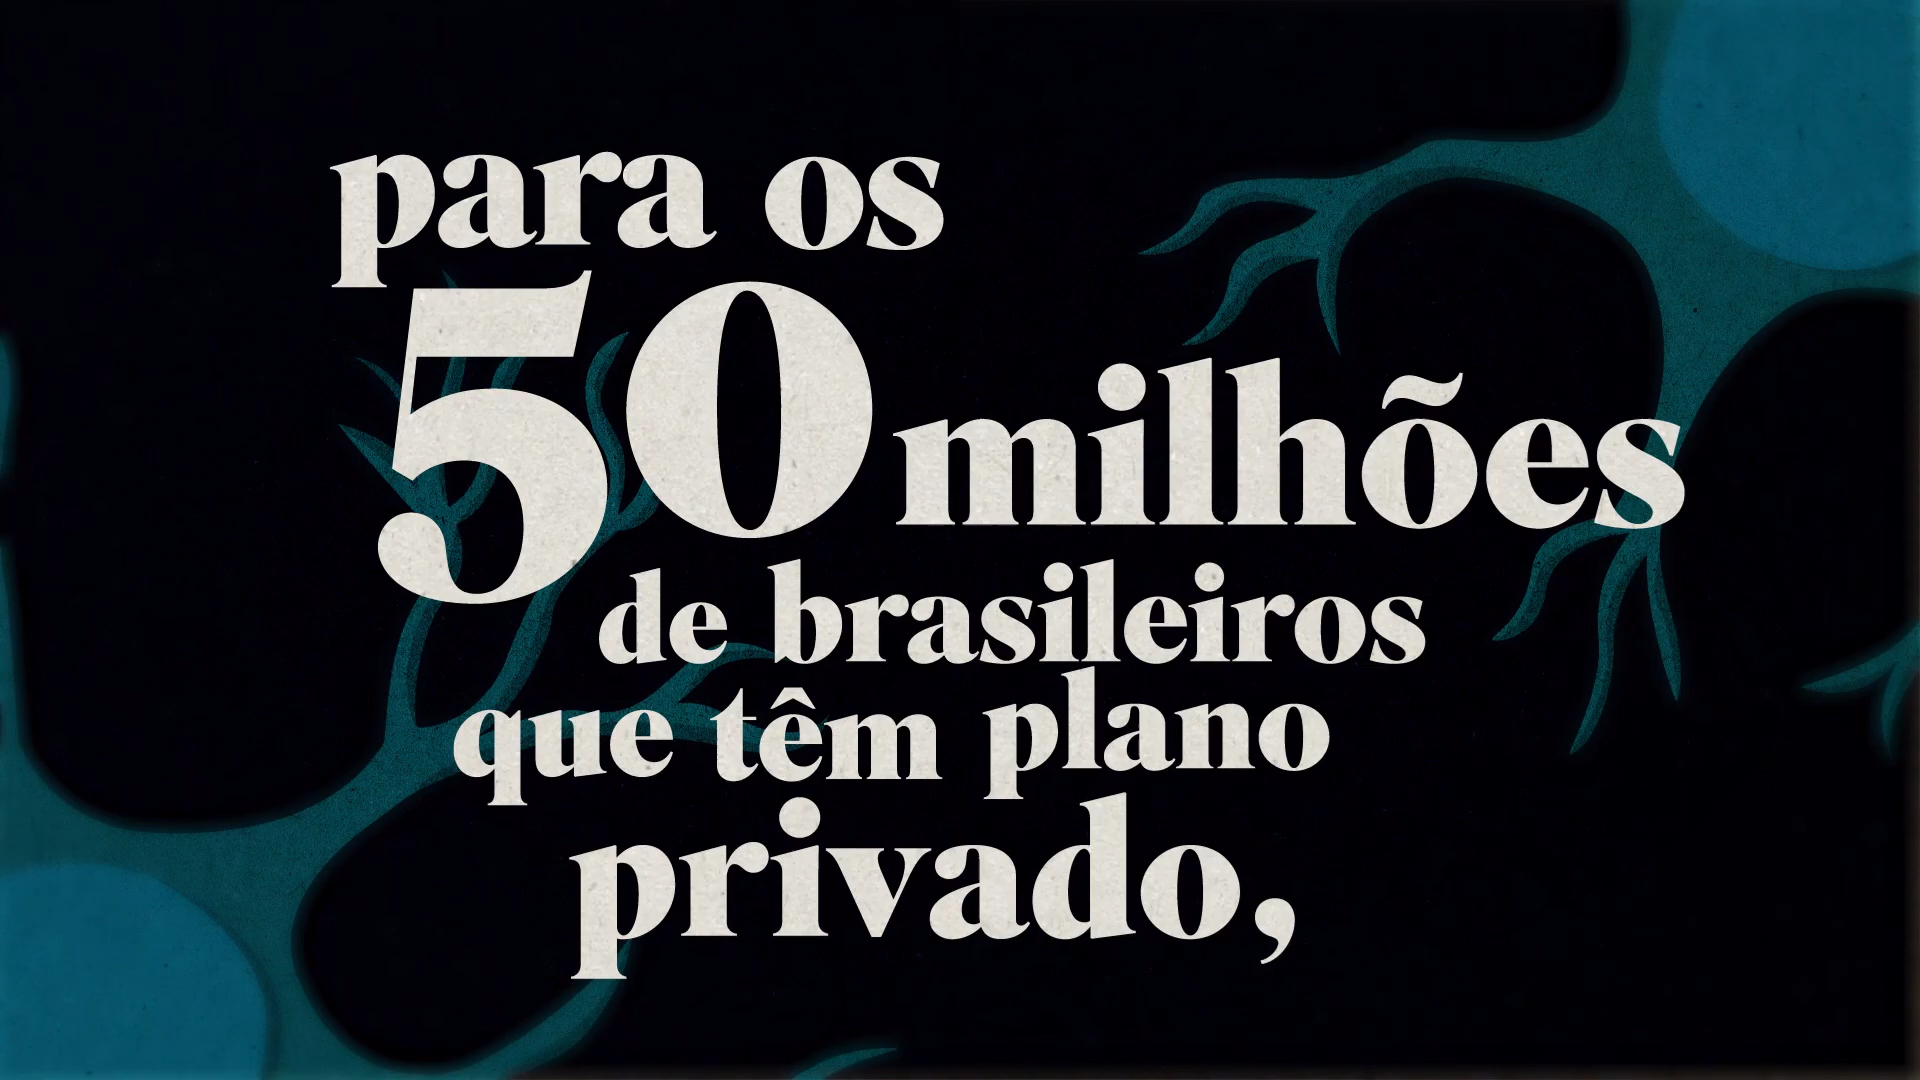 para os
50 milhões
de brasileiros
que têm plano
privado,